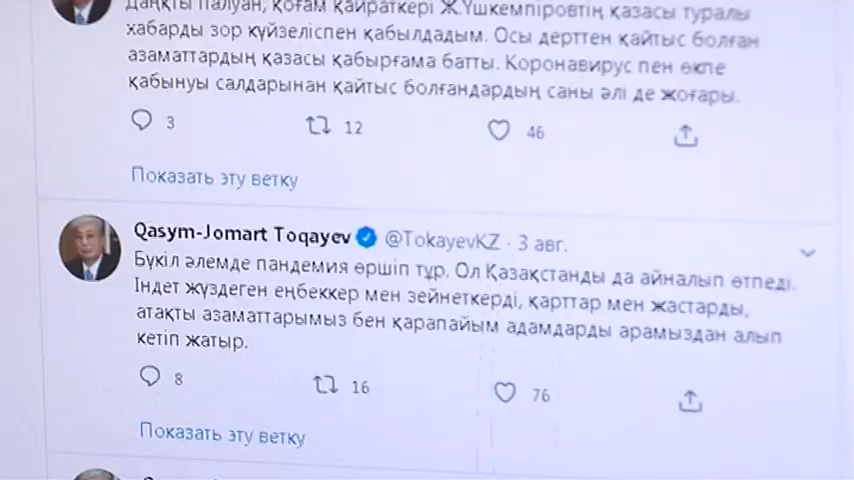 Даңқты палуан, қоғам қайраткері Ж.Үшкемпіровтің қазасы туралы
хабарды зор күйзеліспен қабылдадым. Осы дерттен қайтыс болған
азаматтардың қазасы қабырғама батты. Коронавирус пен өкпе
қабынуы салдарынан қайтыс болғандардың саны әлі де жоғары.
3 12 46
Показать эту ветку
Qasym-Jomart Toqayev @TokayevKZ · 3 авг.
Бүкіл әлемде пандемия өршіп тұр. Ол Қазақстанды да айналып өтпеді.
Індет жүздеген еңбеккер мен зейнеткерді, қарттар мен жастарды,
атақты азаматтарымыз бен қарапайым адамдарды арамыздан алып
кетіп жатыр.
8 16 76
Показать эту ветку